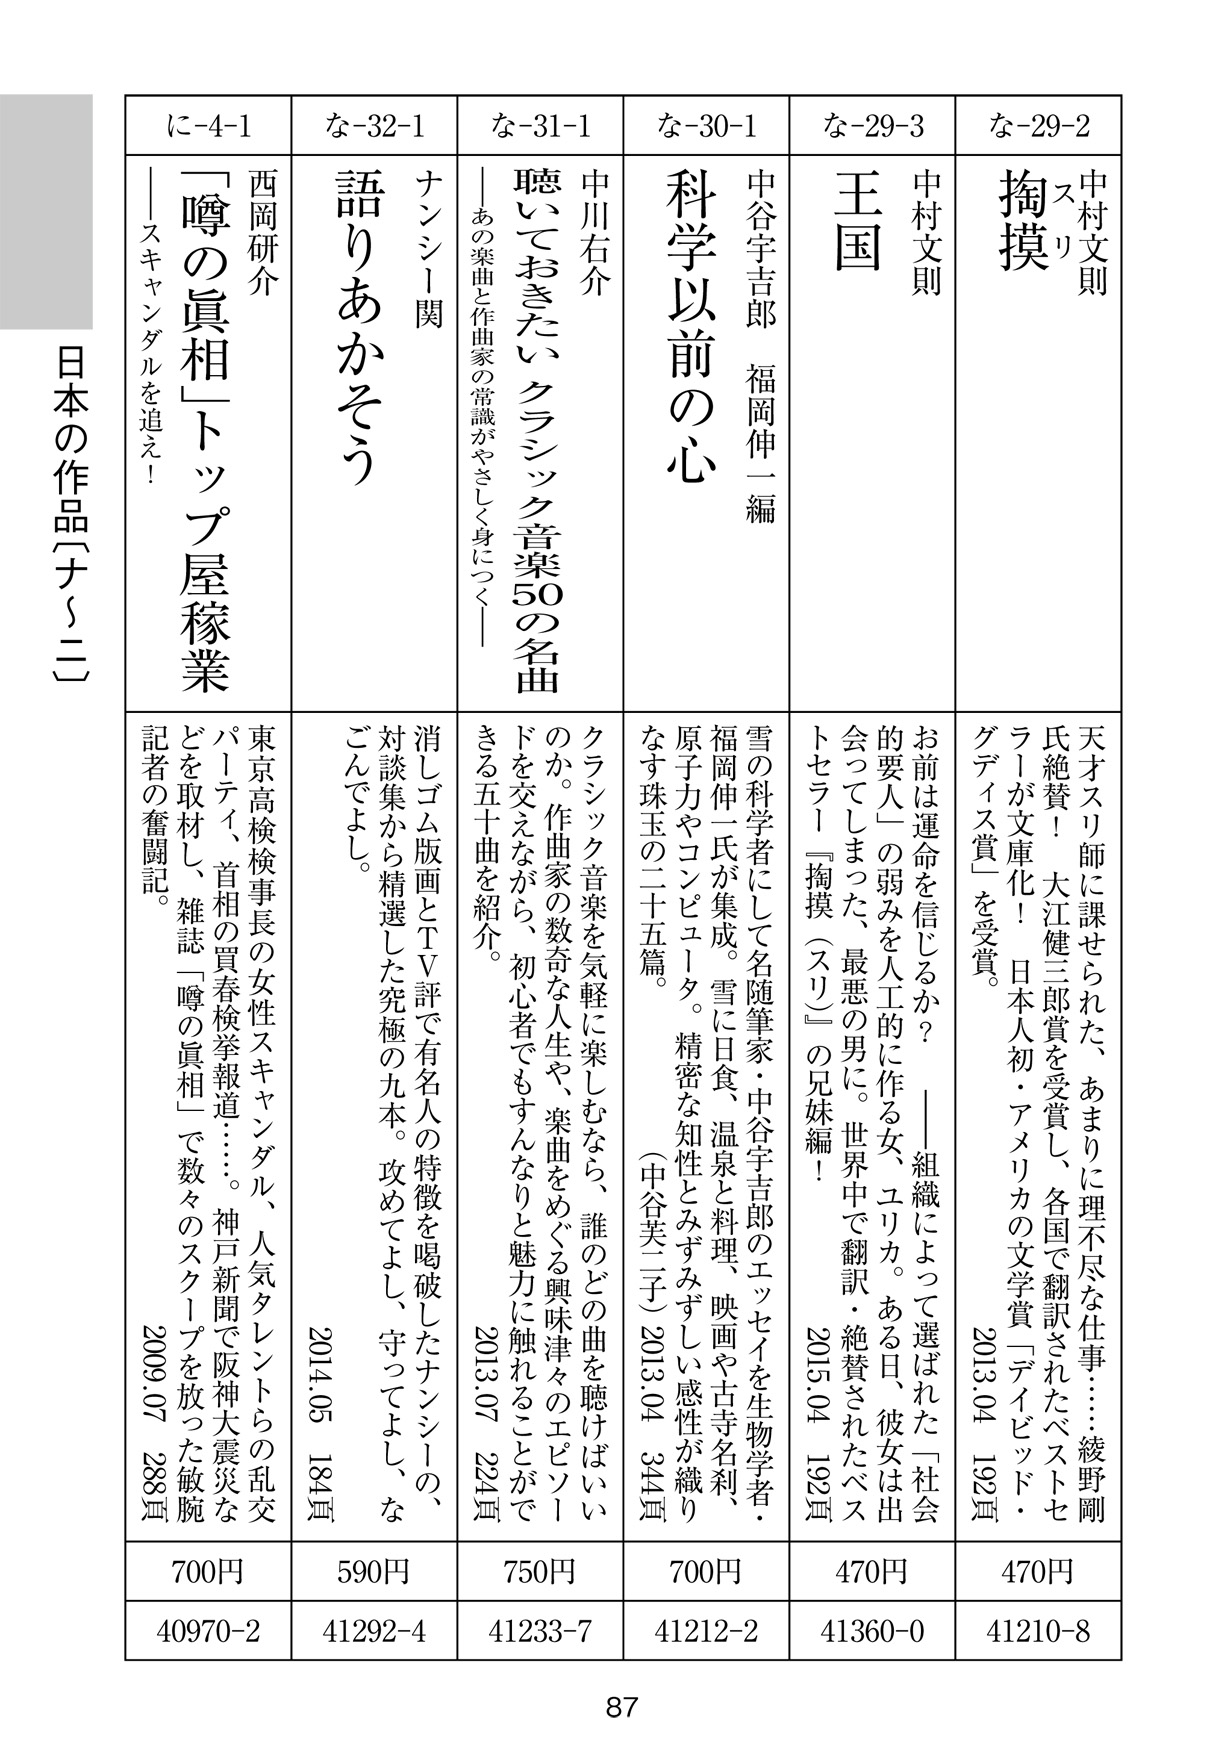 な-29-2
中村文則
掏摸
スリ
天才スリ師に課せられた、あまりに理不尽な仕事……綾野剛
氏絶賛！　大江健三郎賞を受賞し、各国で翻訳されたベストセ
ラーが文庫化！　日本人初・アメリカの文学賞「デイビッド・
グディス賞」を受賞。
2013.04　192頁
470円
41210-8
な-29-3
中村文則
王国
お前は運命を信じるか？　――組織によって選ばれた「社会
的要人」の弱みを人工的に作る女、ユリカ。ある日、彼女は出
会ってしまった、最悪の男に。世界中で翻訳・絶賛されたベス
トセラー『掏摸（スリ）』の兄妹編！
2015.04　192頁
470円
41360-0
な-30-1
中谷宇吉郎　福岡伸一編
科学以前の心
雪の科学者にして名随筆家・中谷宇吉郎のエッセイを生物学者・
福岡伸一氏が集成。雪に日食、温泉と料理、映画や古寺名刹、
原子力やコンピュータ。精密な知性とみずみずしい感性が織り
なす珠玉の二十五篇。
（中谷芙二子）2013.04　344頁
700円
41212-2
な-31-1
中川右介
聴いておきたい クラシック音楽50の名曲
――あの楽曲と作曲家の常識がやさしく身につく――
クラシック音楽を気軽に楽しむなら、誰のどの曲を聴けばいい
のか。作曲家の数奇な人生や、楽曲をめぐる興味津々のエピソー
ドを交えながら、初心者でもすんなりと魅力に触れることがで
きる五十曲を紹介。
2013.07　224頁
750円
41233-7
な-32-1
ナンシー関
語りあかそう
消しゴム版画とTV評で有名人の特徴を喝破したナンシーの、
対談集から精選した究極の九本。攻めてよし、守ってよし、な
ごんでよし。
2014.05　184頁
590円
41292-4
に-4-1
西岡研介
「噂の眞相」トップ屋稼業
――スキャンダルを追え！
東京高検検事長の女性スキャンダル、人気タレントらの乱交
パーティ、首相の買春検挙報道……。神戸新聞で阪神大震災な
どを取材し、雑誌「噂の眞相」で数々のスクープを放った敏腕
記者の奮闘記。
2009.07　288頁
700円
40970-2
日本の作品〔ナ〜ニ〕
87